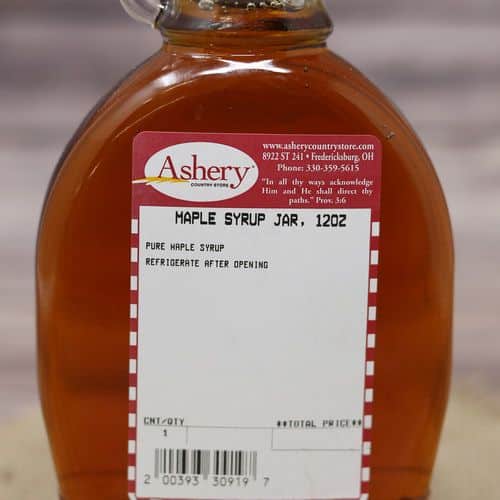 Ashery
COUNTRY STORE
www.asherycountrystore.com
8922 ST 241 • Fredericksburg, OH
Phone: 330-359-5615
"In all thy ways acknowledge
Him and He shall direct thy
paths." Prov. 3:6
MAPLE SYRUP JAR, 12OZ
PURE MAPLE SYRUP
REFRIGERATE AFTER OPENING
CNT/QTY
1
**TOTAL PRICE**
2 00393 30919 7